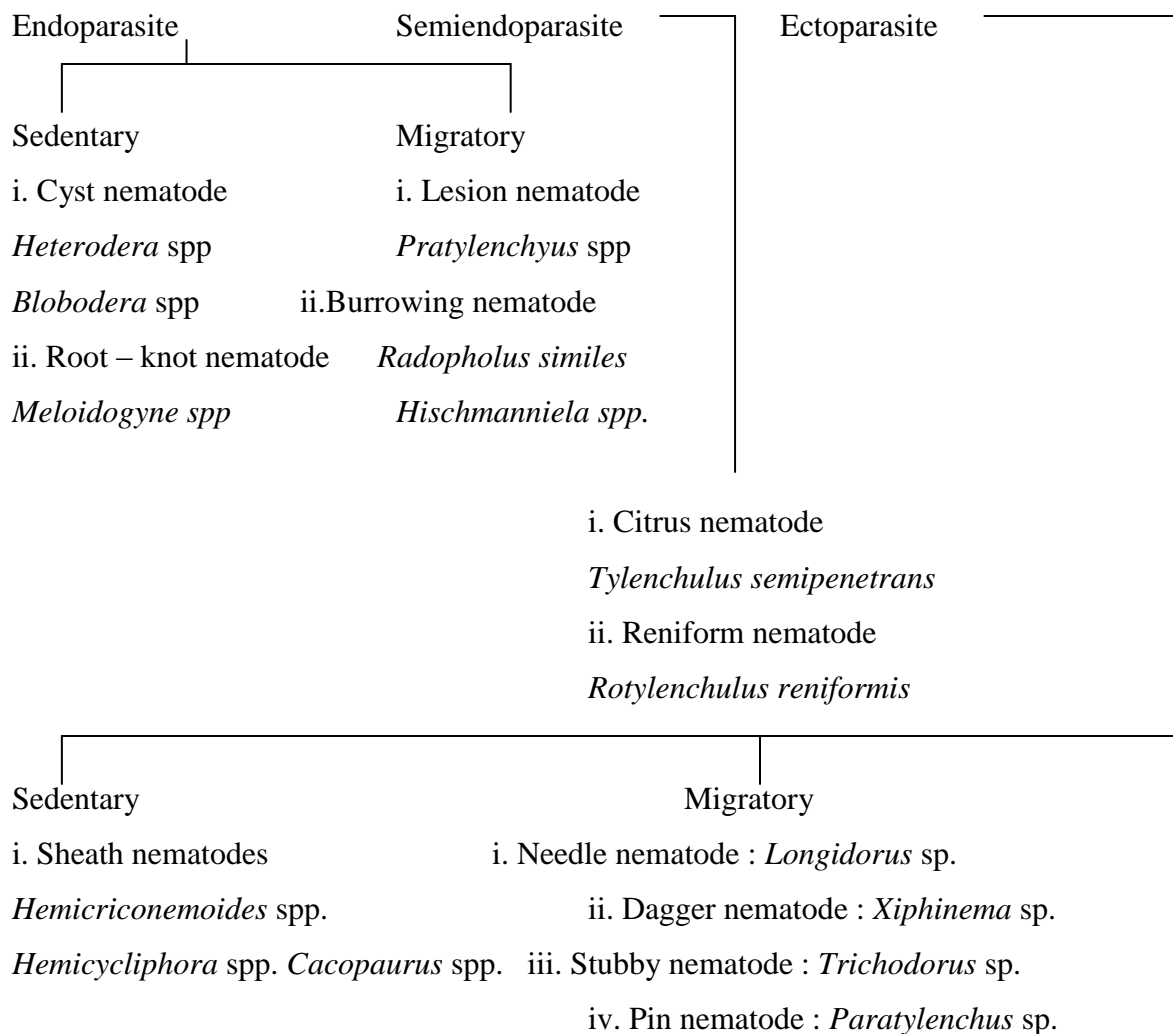 Endoparasite Semiendoparasite Ectoparasite
Sedentary Migratory
i. Cyst nematode i. Lesion nematode
Heterodera spp Pratylenchyus spp
Blobodera spp ii.Burrowing nematode
ii. Root – knot nematode Radopholus similes
Meloidogyne spp Hischmanniela spp.
i. Citrus nematode
Tylenchulus semipenetrans
ii. Reniform nematode
Rotylenchulus reniformis
Sedentary Migratory
i. Sheath nematodes i. Needle nematode : Longidorus sp.
Hemicriconemoides spp. ii. Dagger nematode : Xiphinema sp.
Hemicycliphora spp. Cacopaurus spp. iii. Stubby nematode : Trichodorus sp.
iv. Pin nematode : Paratylenchus sp.